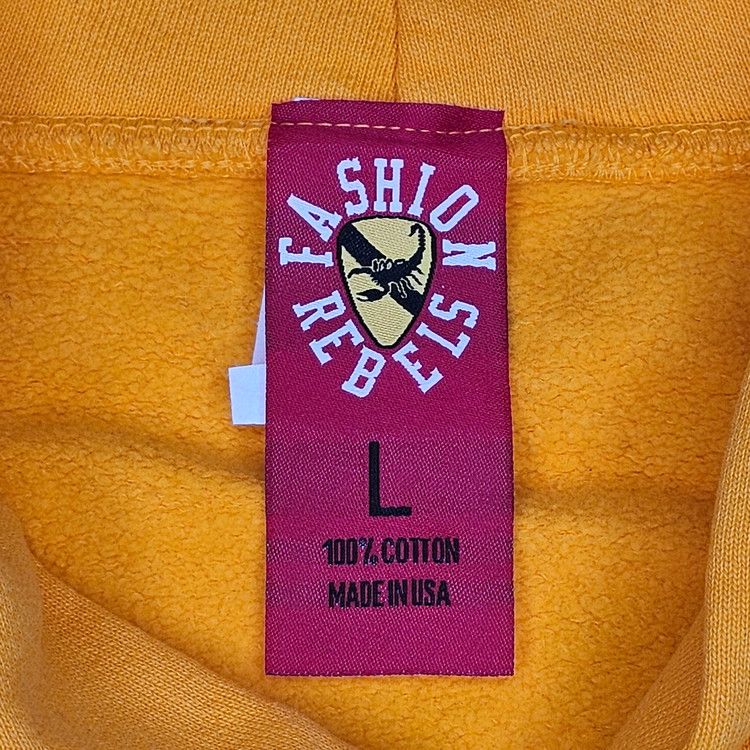 FASHION
REBELS
L
100% COTTON
MADE IN USA